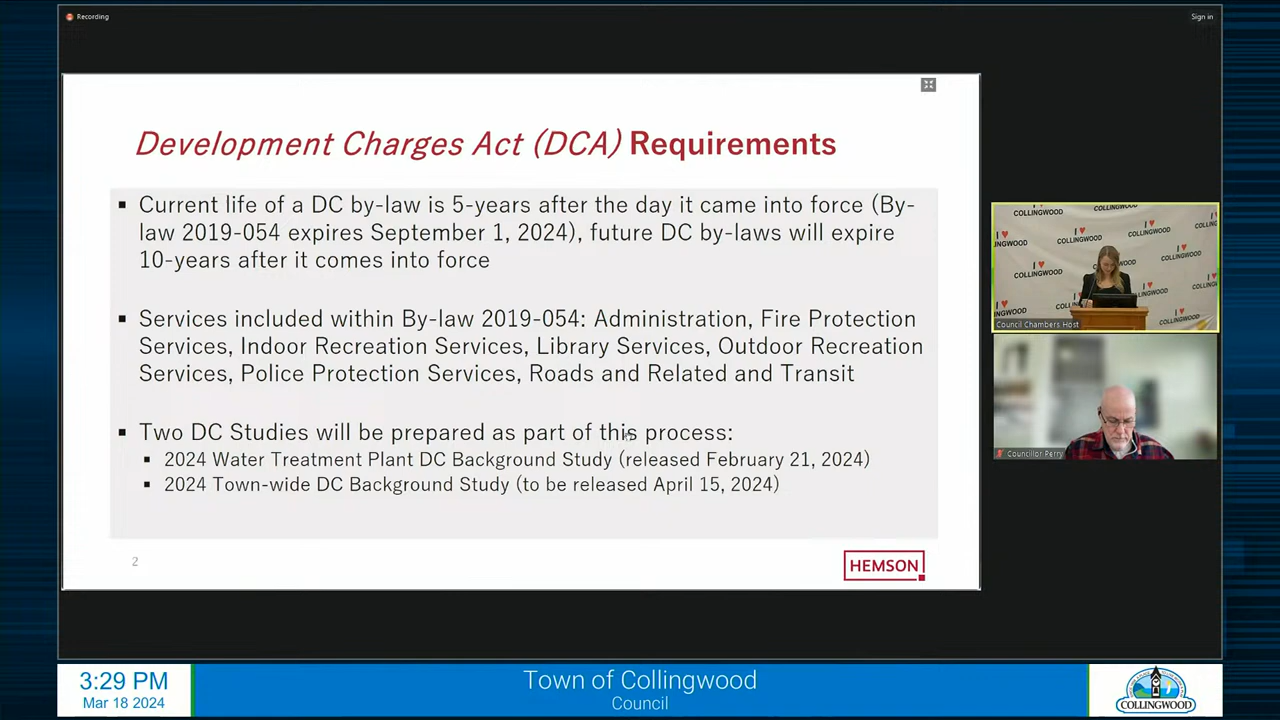 Recording
Sign in
Development Charges Act (DCA) Requirements
▪ Current life of a DC by-law is 5-years after the day it came into force (By-
law 2019-054 expires September 1, 2024), future DC by-laws will expire
10-years after it comes into force
▪ Services included within By-law 2019-054: Administration, Fire Protection
Services, Indoor Recreation Services, Library Services, Outdoor Recreation
Services, Police Protection Services, Roads and Related and Transit
▪ Two DC Studies will be prepared as part of this process:
▪ 2024 Water Treatment Plant DC Background Study (released February 21, 2024)
▪ 2024 Town-wide DC Background Study (to be released April 15, 2024)
2
HEMSON
I ♥
COLLINGWOOD
Council Chambers Host
Councillor Perry
3:29 PM
Mar 18 2024
Town of Collingwood
Council
COLLINGWOOD